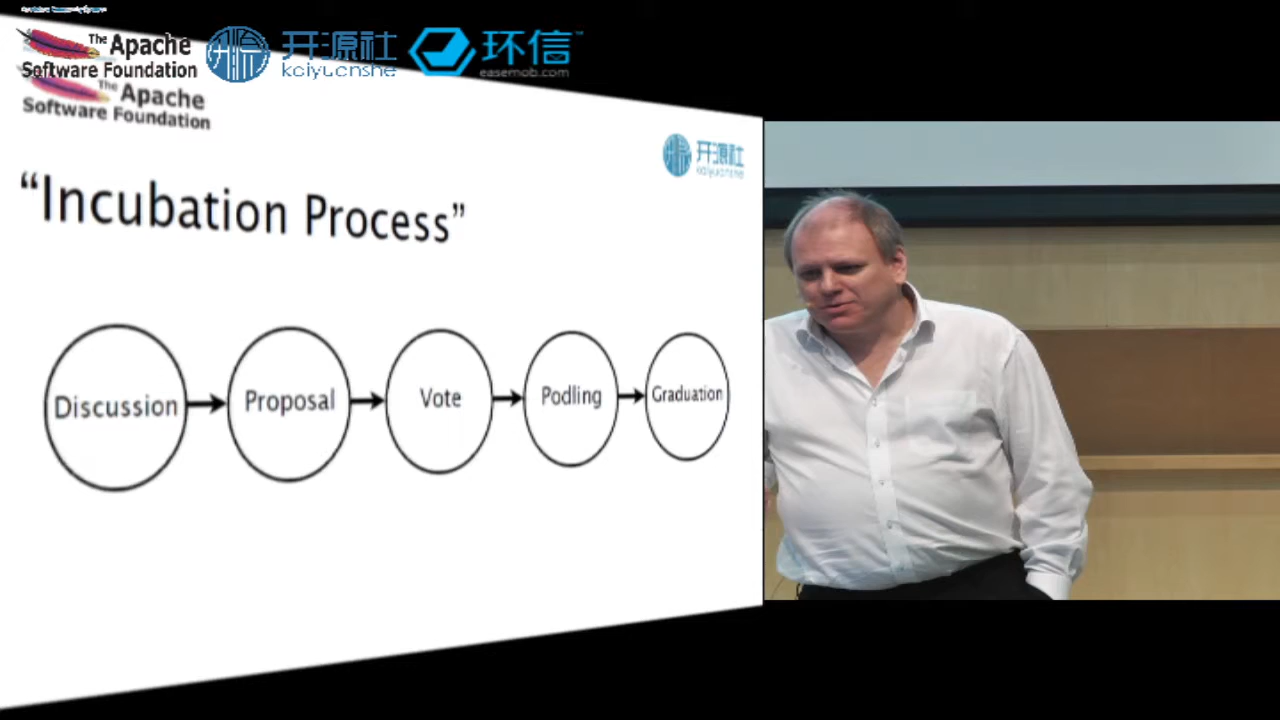 The Apache
Software Foundation
开源社
kaiyuanshe
环信
easemob.com
The Apache
Software Foundation
开源社
kaiyuanshe
“Incubation Process”
Discussion
Proposal
Vote
Podling
Graduation